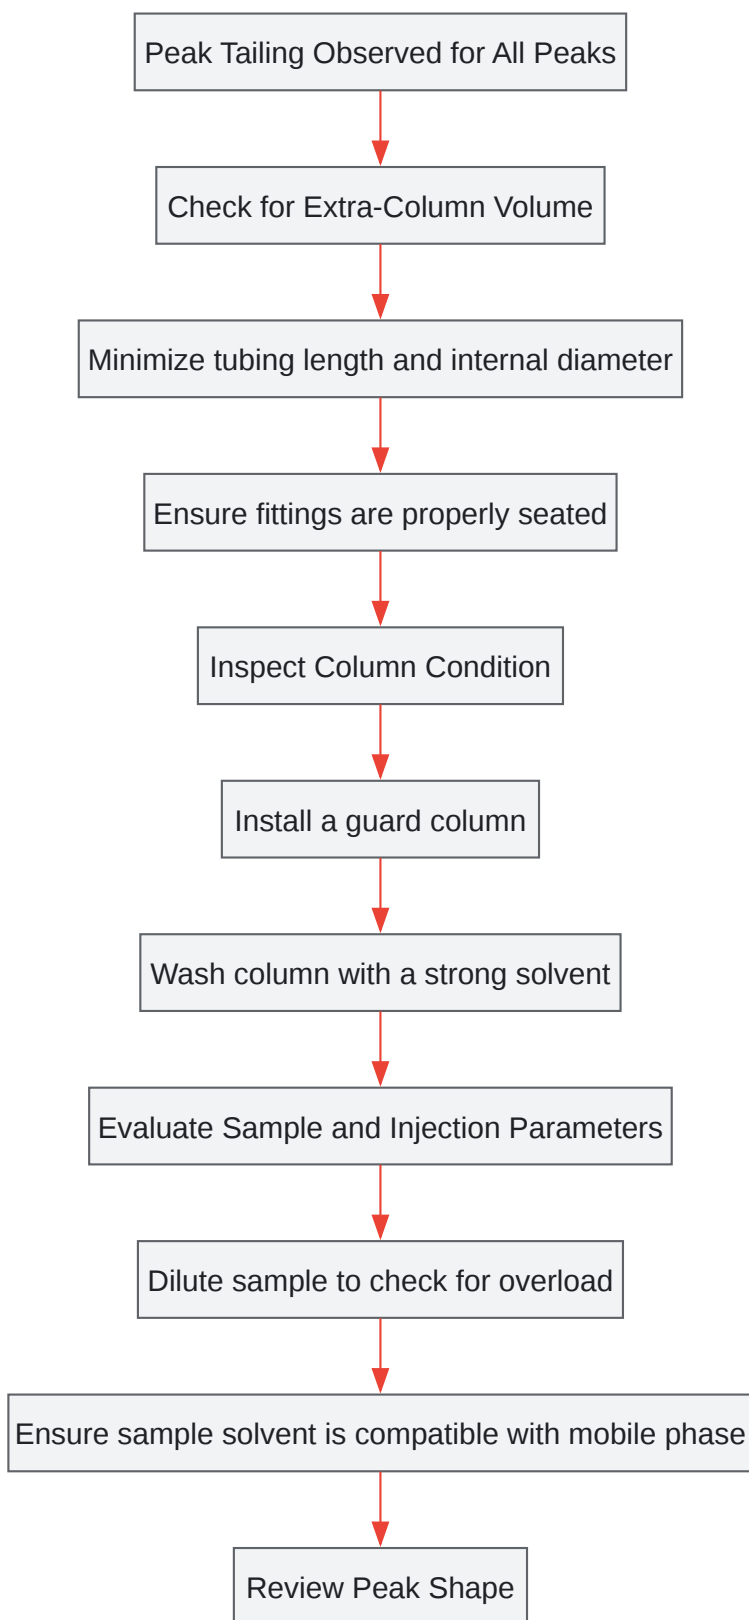 Peak Tailing Observed for All Peaks
Check for Extra-Column Volume
Minimize tubing length and internal diameter
Ensure fittings are properly seated
Inspect Column Condition
Install a guard column
Wash column with a strong solvent
Evaluate Sample and Injection Parameters
Dilute sample to check for overload
Ensure sample solvent is compatible with mobile phase
Review Peak Shape